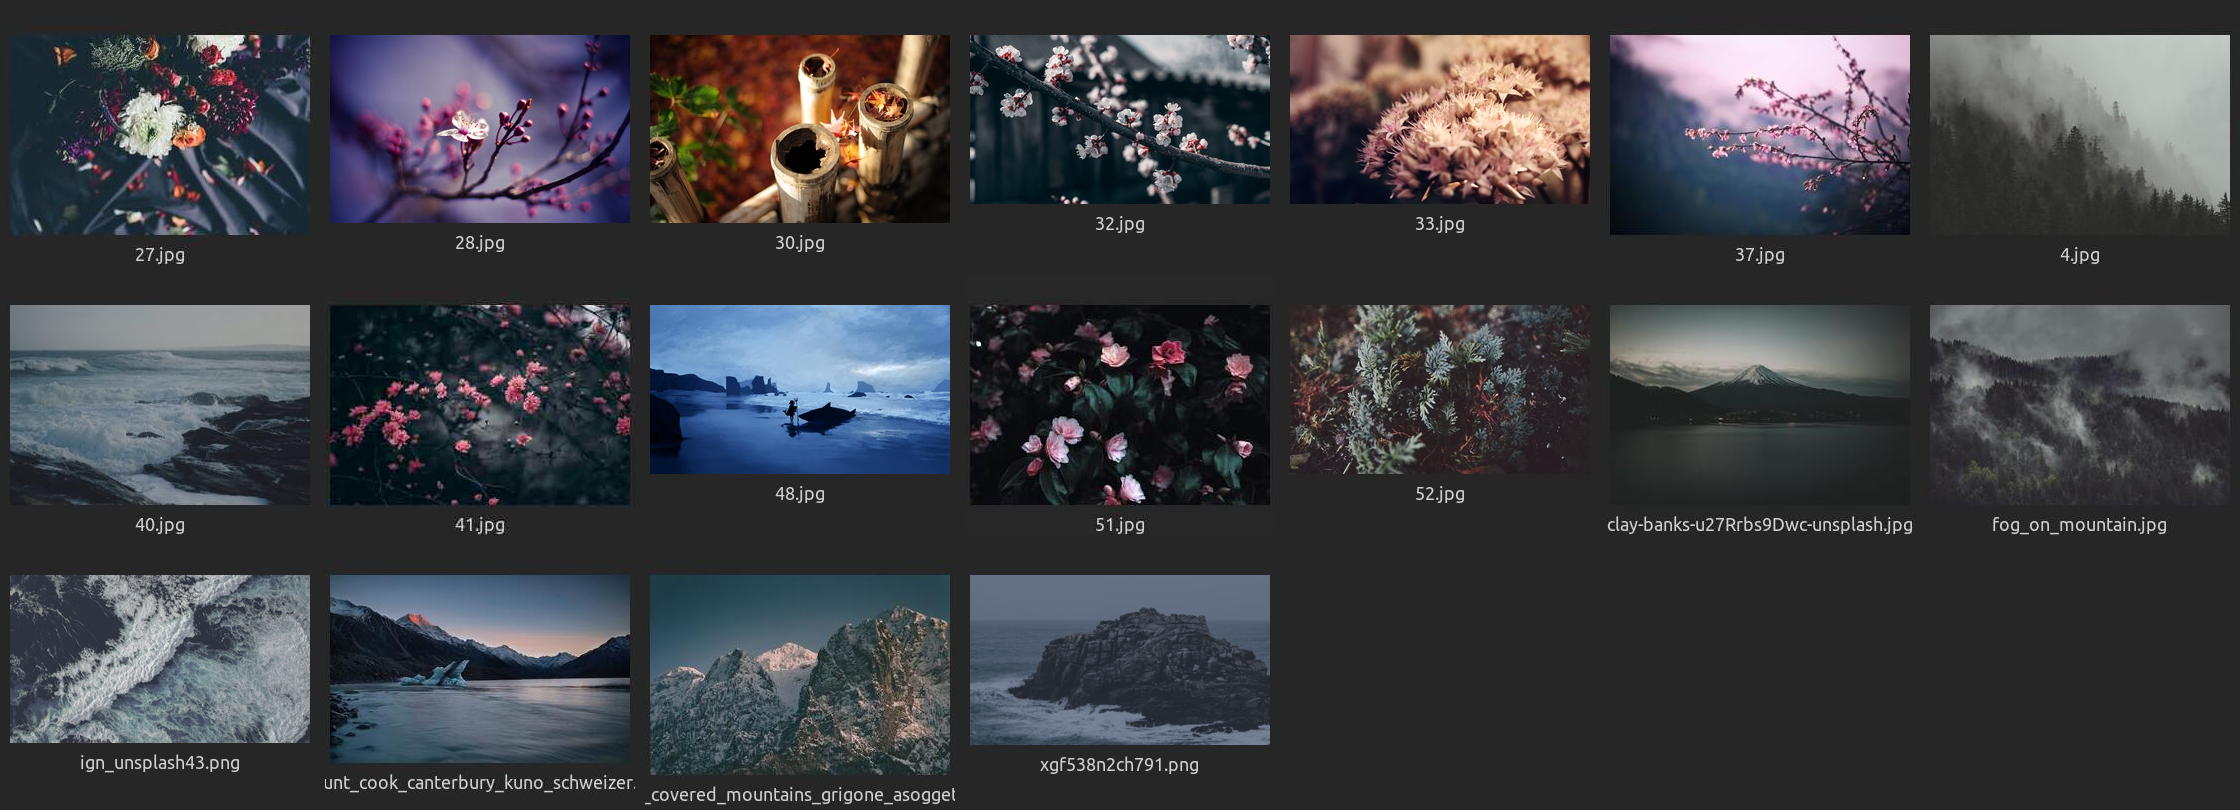 27.jpg
28.jpg
30.jpg
32.jpg
33.jpg
37.jpg
4.jpg
40.jpg
41.jpg
48.jpg
51.jpg
52.jpg
clay-banks-u27Rrbs9Dwc-unsplash.jpg
fog_on_mountain.jpg
ign_unsplash43.png
unt_cook_canterbury_kuno_schweizer.
_covered_mountains_grigone_asogget
xgf538n2ch791.png